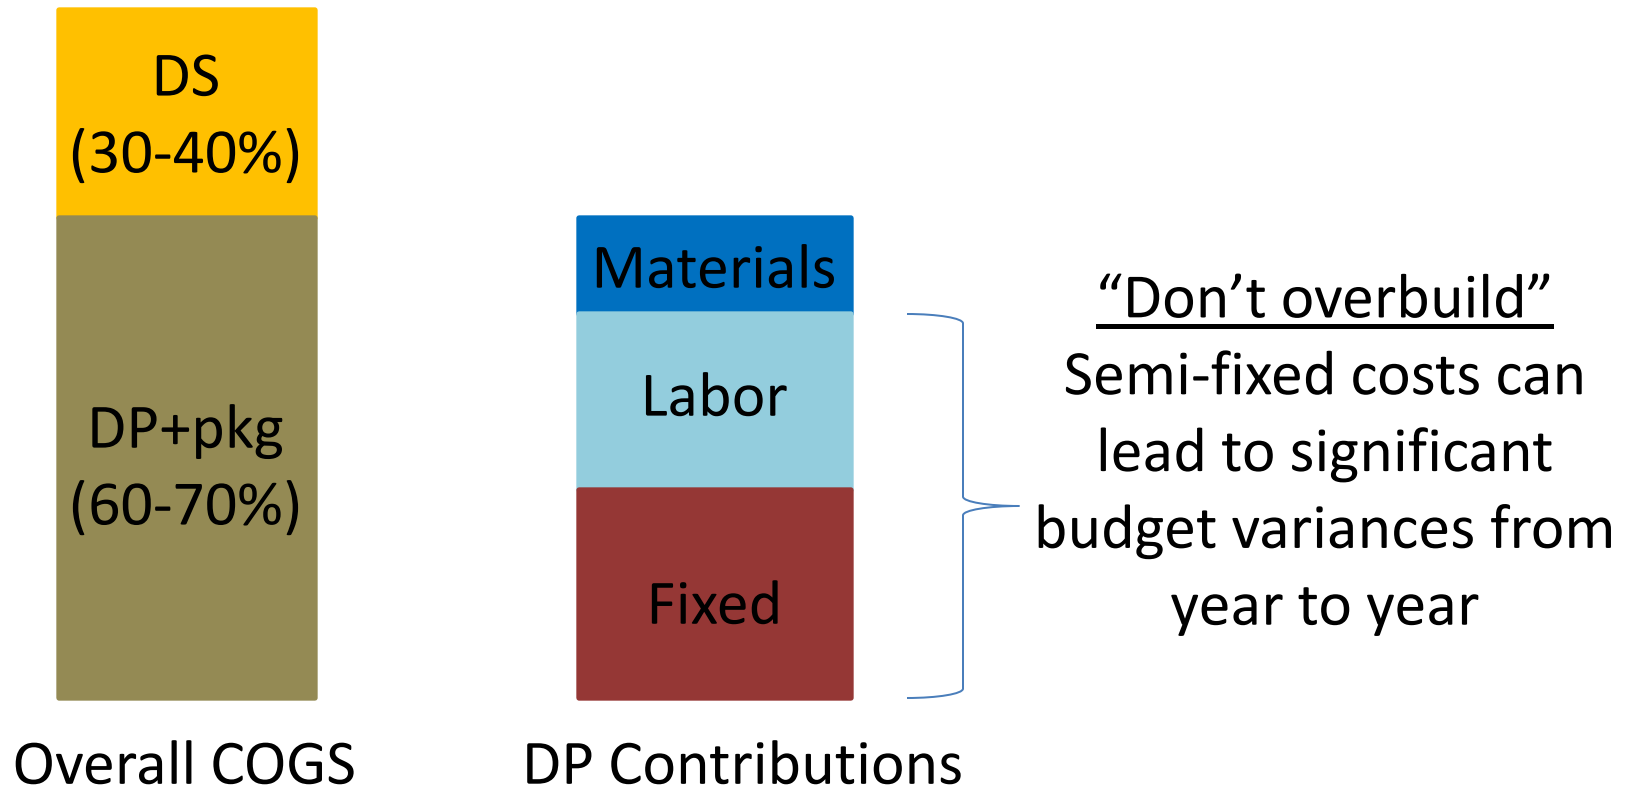 DS
(30-40%)
DP+pkg
(60-70%)
Overall COGS
Materials
Labor
Fixed
DP Contributions
“Don’t overbuild”
Semi-fixed costs can
lead to significant
budget variances from
year to year